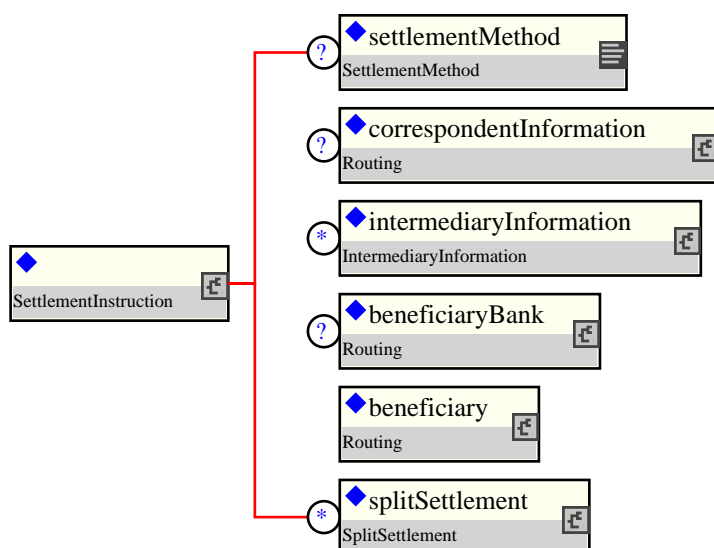 settlementMethod
SettlementMethod
?
correspondentInformation
Routing
?
intermediaryInformation
IntermediaryInformation
*
SettlementInstruction
beneficiaryBank
Routing
?
beneficiary
Routing
splitSettlement
SplitSettlement
*